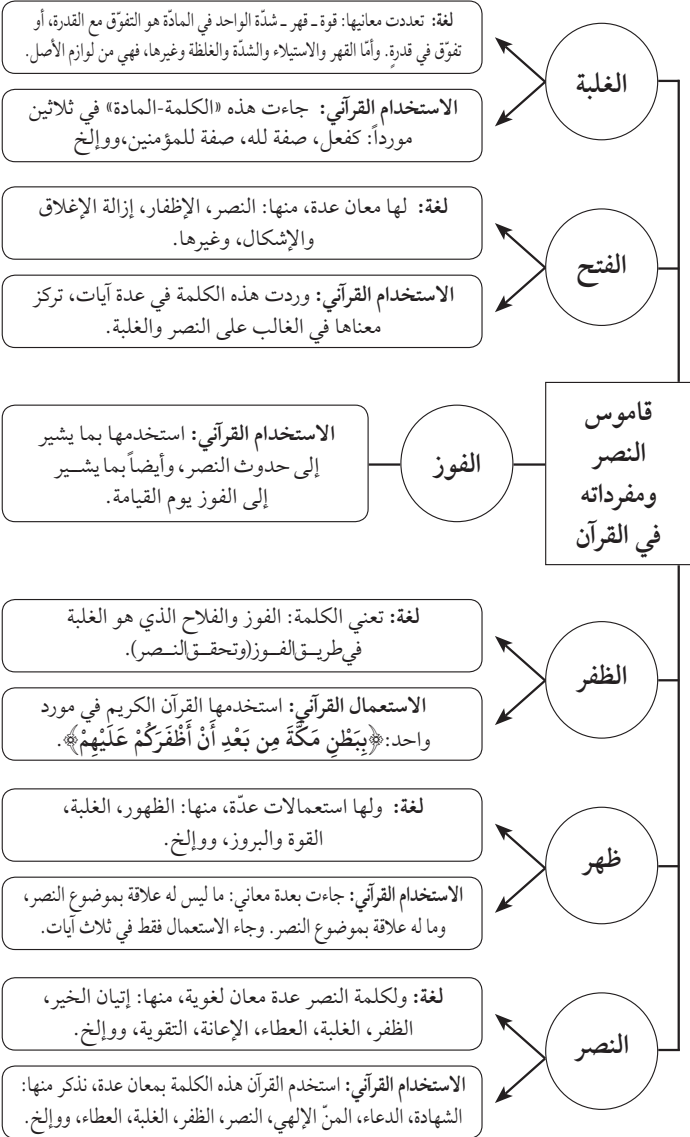 الغلبة
لغة: تعددت معانيها: قوة ـ قهر ـ شدّة الواحد في المادّة هو التفوّق مع القدرة، أو
تفوّق في قدرةٍ. وأمّا القهر والاستيلاء والشدّة والغلظة وغيرها، فهي من لوازم الأصل.
الاستخدام القرآني: جاءت هذه «الكلمة-المادة» في ثلاثين
مورداً: كفعل، صفة لله، صفة للمؤمنين،ووإلخ
الفتح
لغة: لها معان عدة، منها: النصر، الإظفار، إزالة الإغلاق
والإشكال، وغيرها.
الاستخدام القرآني: وردت هذه الكلمة في عدة آيات، تركز
معناها في الغالب على النصر والغلبة.
قاموس
النصر
ومفرداته
في القرآن
الفوز
الاستخدام القرآني: استخدمها بما يشير
إلى حدوث النصر، وأيضاً بما يشـير
إلى الفوز يوم القيامة.
الظفر
لغة: تعني الكلمة: الفوز والفلاح الذي هو الغلبة
في طريـق الفـوز (وتحقـق النـصر).
الاستعمال القرآني: استخدمها القرآن الكريم في مورد
واحد: ﴿بِبَطْنِ مَكَّةَ مِن بَعْدِ أَنْ أَظْفَرَكُمْ عَلَيْهِمْ﴾.
ظهر
لغة: ولها استعمالات عدّة، منها: الظهور، الغلبة،
القوة والبروز، ووإلخ.
الاستخدام القرآني: جاءت بعدة معاني: ما ليس له علاقة بموضوع النصر،
وما له علاقة بموضوع النصر. وجاء الاستعمال فقط في ثلاث آيات.
النصر
لغة: ولكلمة النصر عدة معان لغوية، منها: إتيان الخير،
الظفر، الغلبة، العطاء، الإعانة، التقوية، ووإلخ.
الاستخدام القرآني: استخدم القرآن هذه الكلمة بمعان عدة، نذكر منها:
الشهادة، الدعاء، المنّ الإلهي، النصر، الظفر، الغلبة، العطاء، ووإلخ.